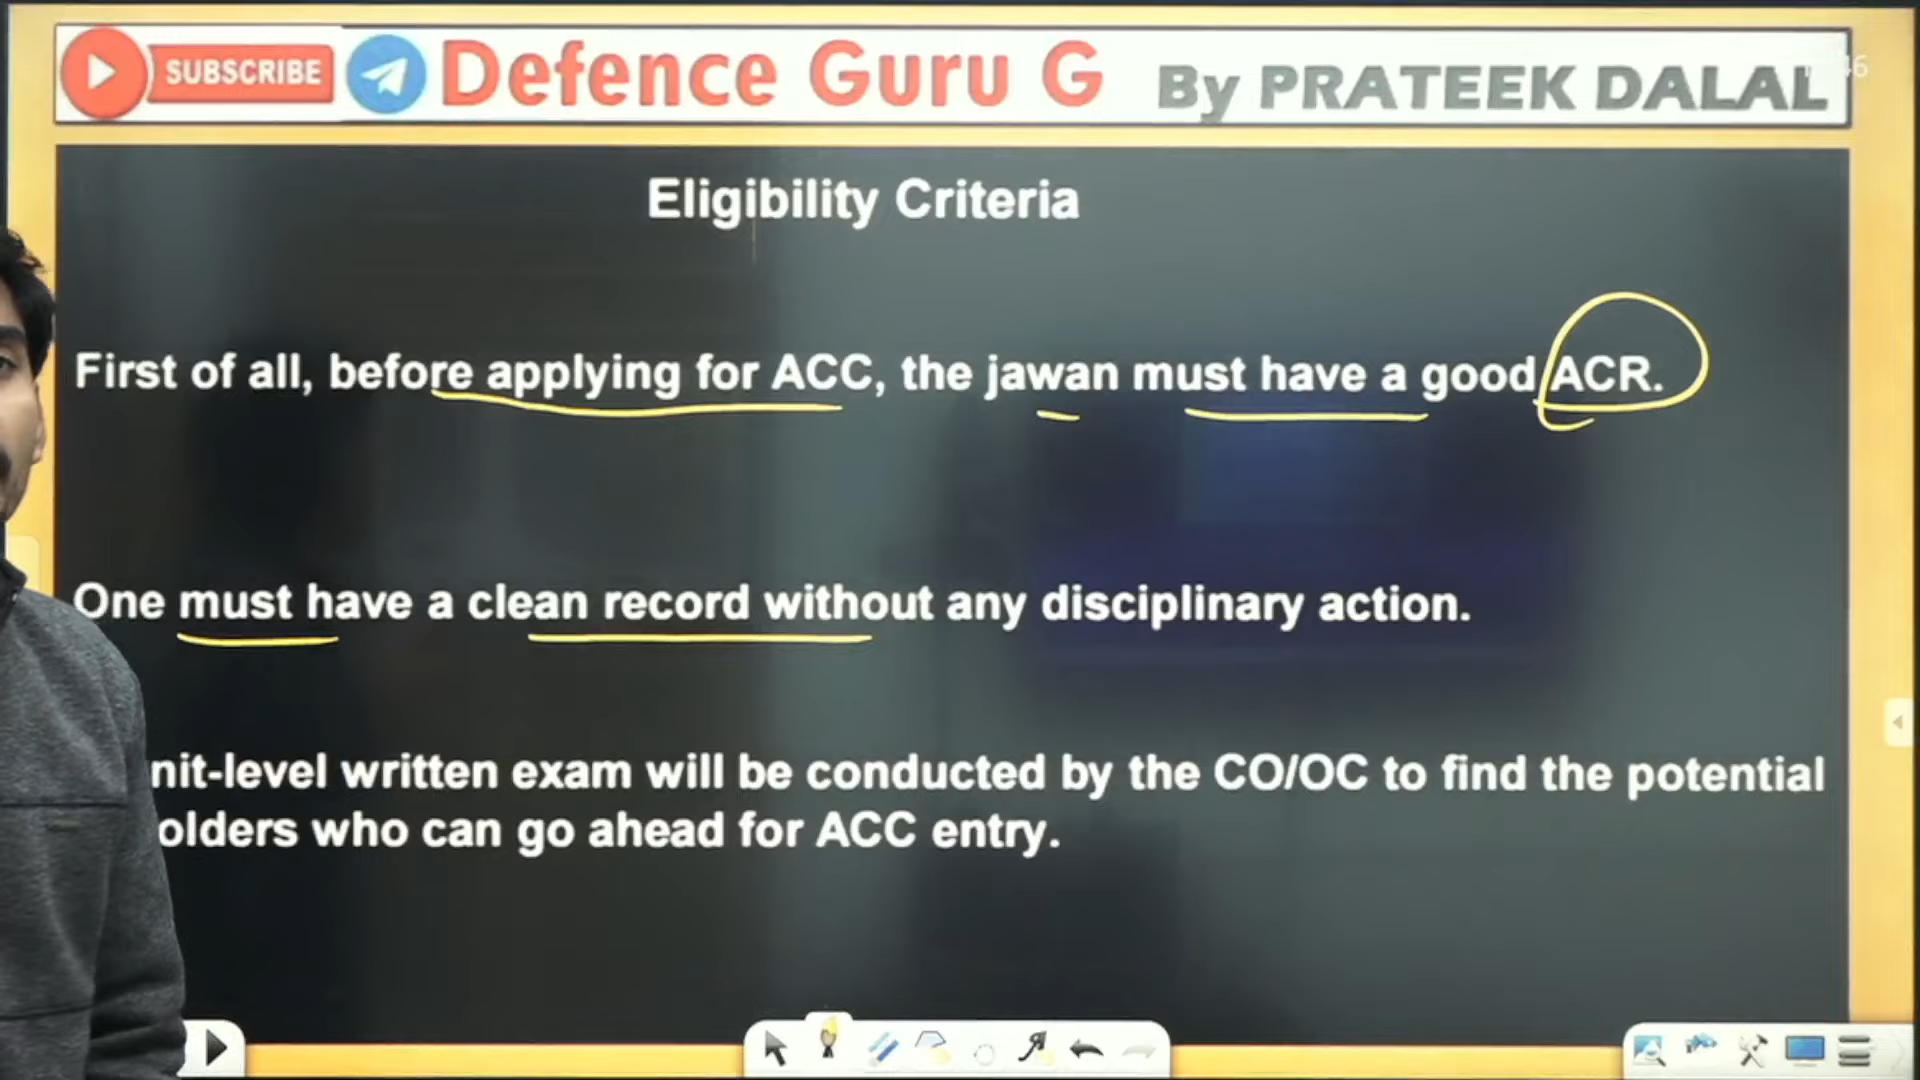 SUBSCRIBE Defence Guru G By PRATEEK DALAL
Eligibility Criteria
First of all, before applying for ACC, the jawan must have a good ACR.
One must have a clean record without any disciplinary action.
nit-level written exam will be conducted by the CO/OC to find the potential
olders who can go ahead for ACC entry.